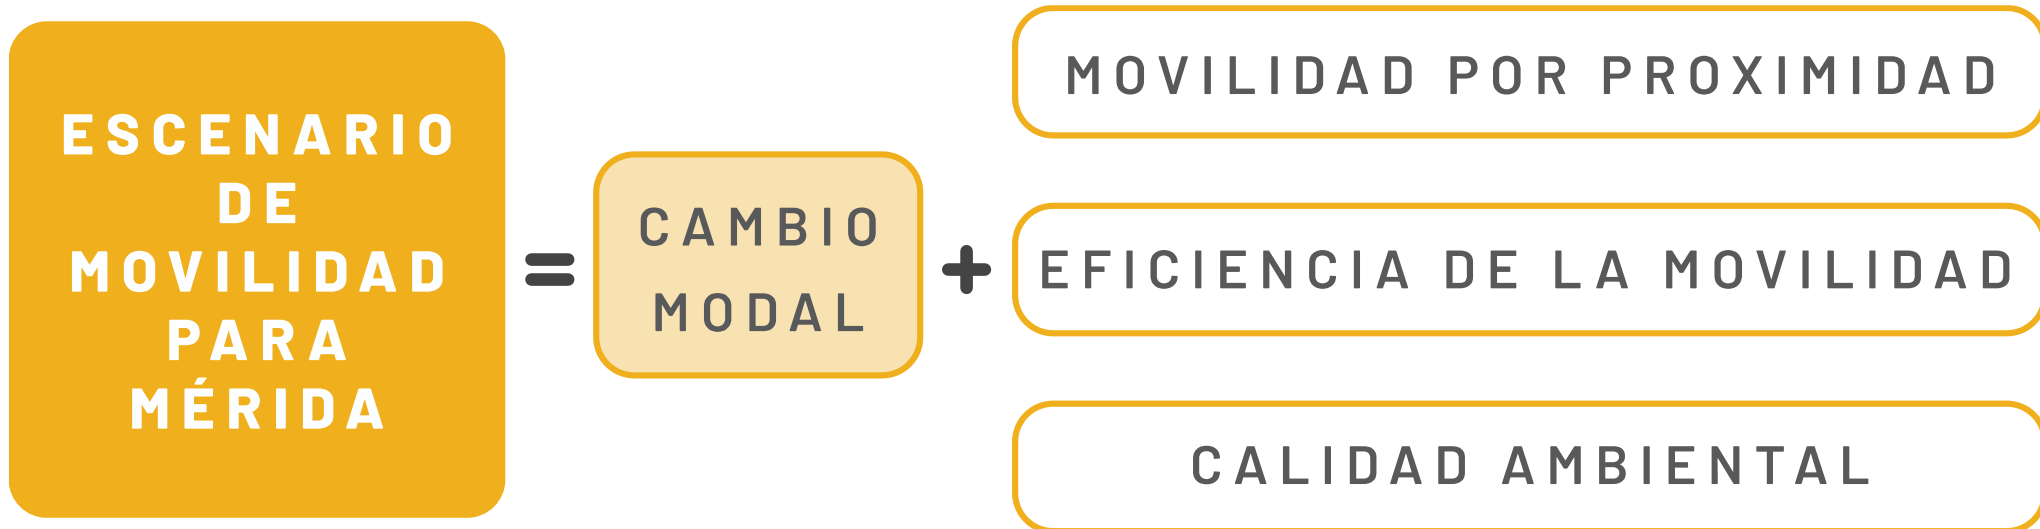 ESCENARIO
DE
MOVILIDAD
PARA
MÉRIDA
=
CAMBIO
MODAL
+
MOVILIDAD POR PROXIMIDAD
EFICIENCIA DE LA MOVILIDAD
CALIDAD AMBIENTAL